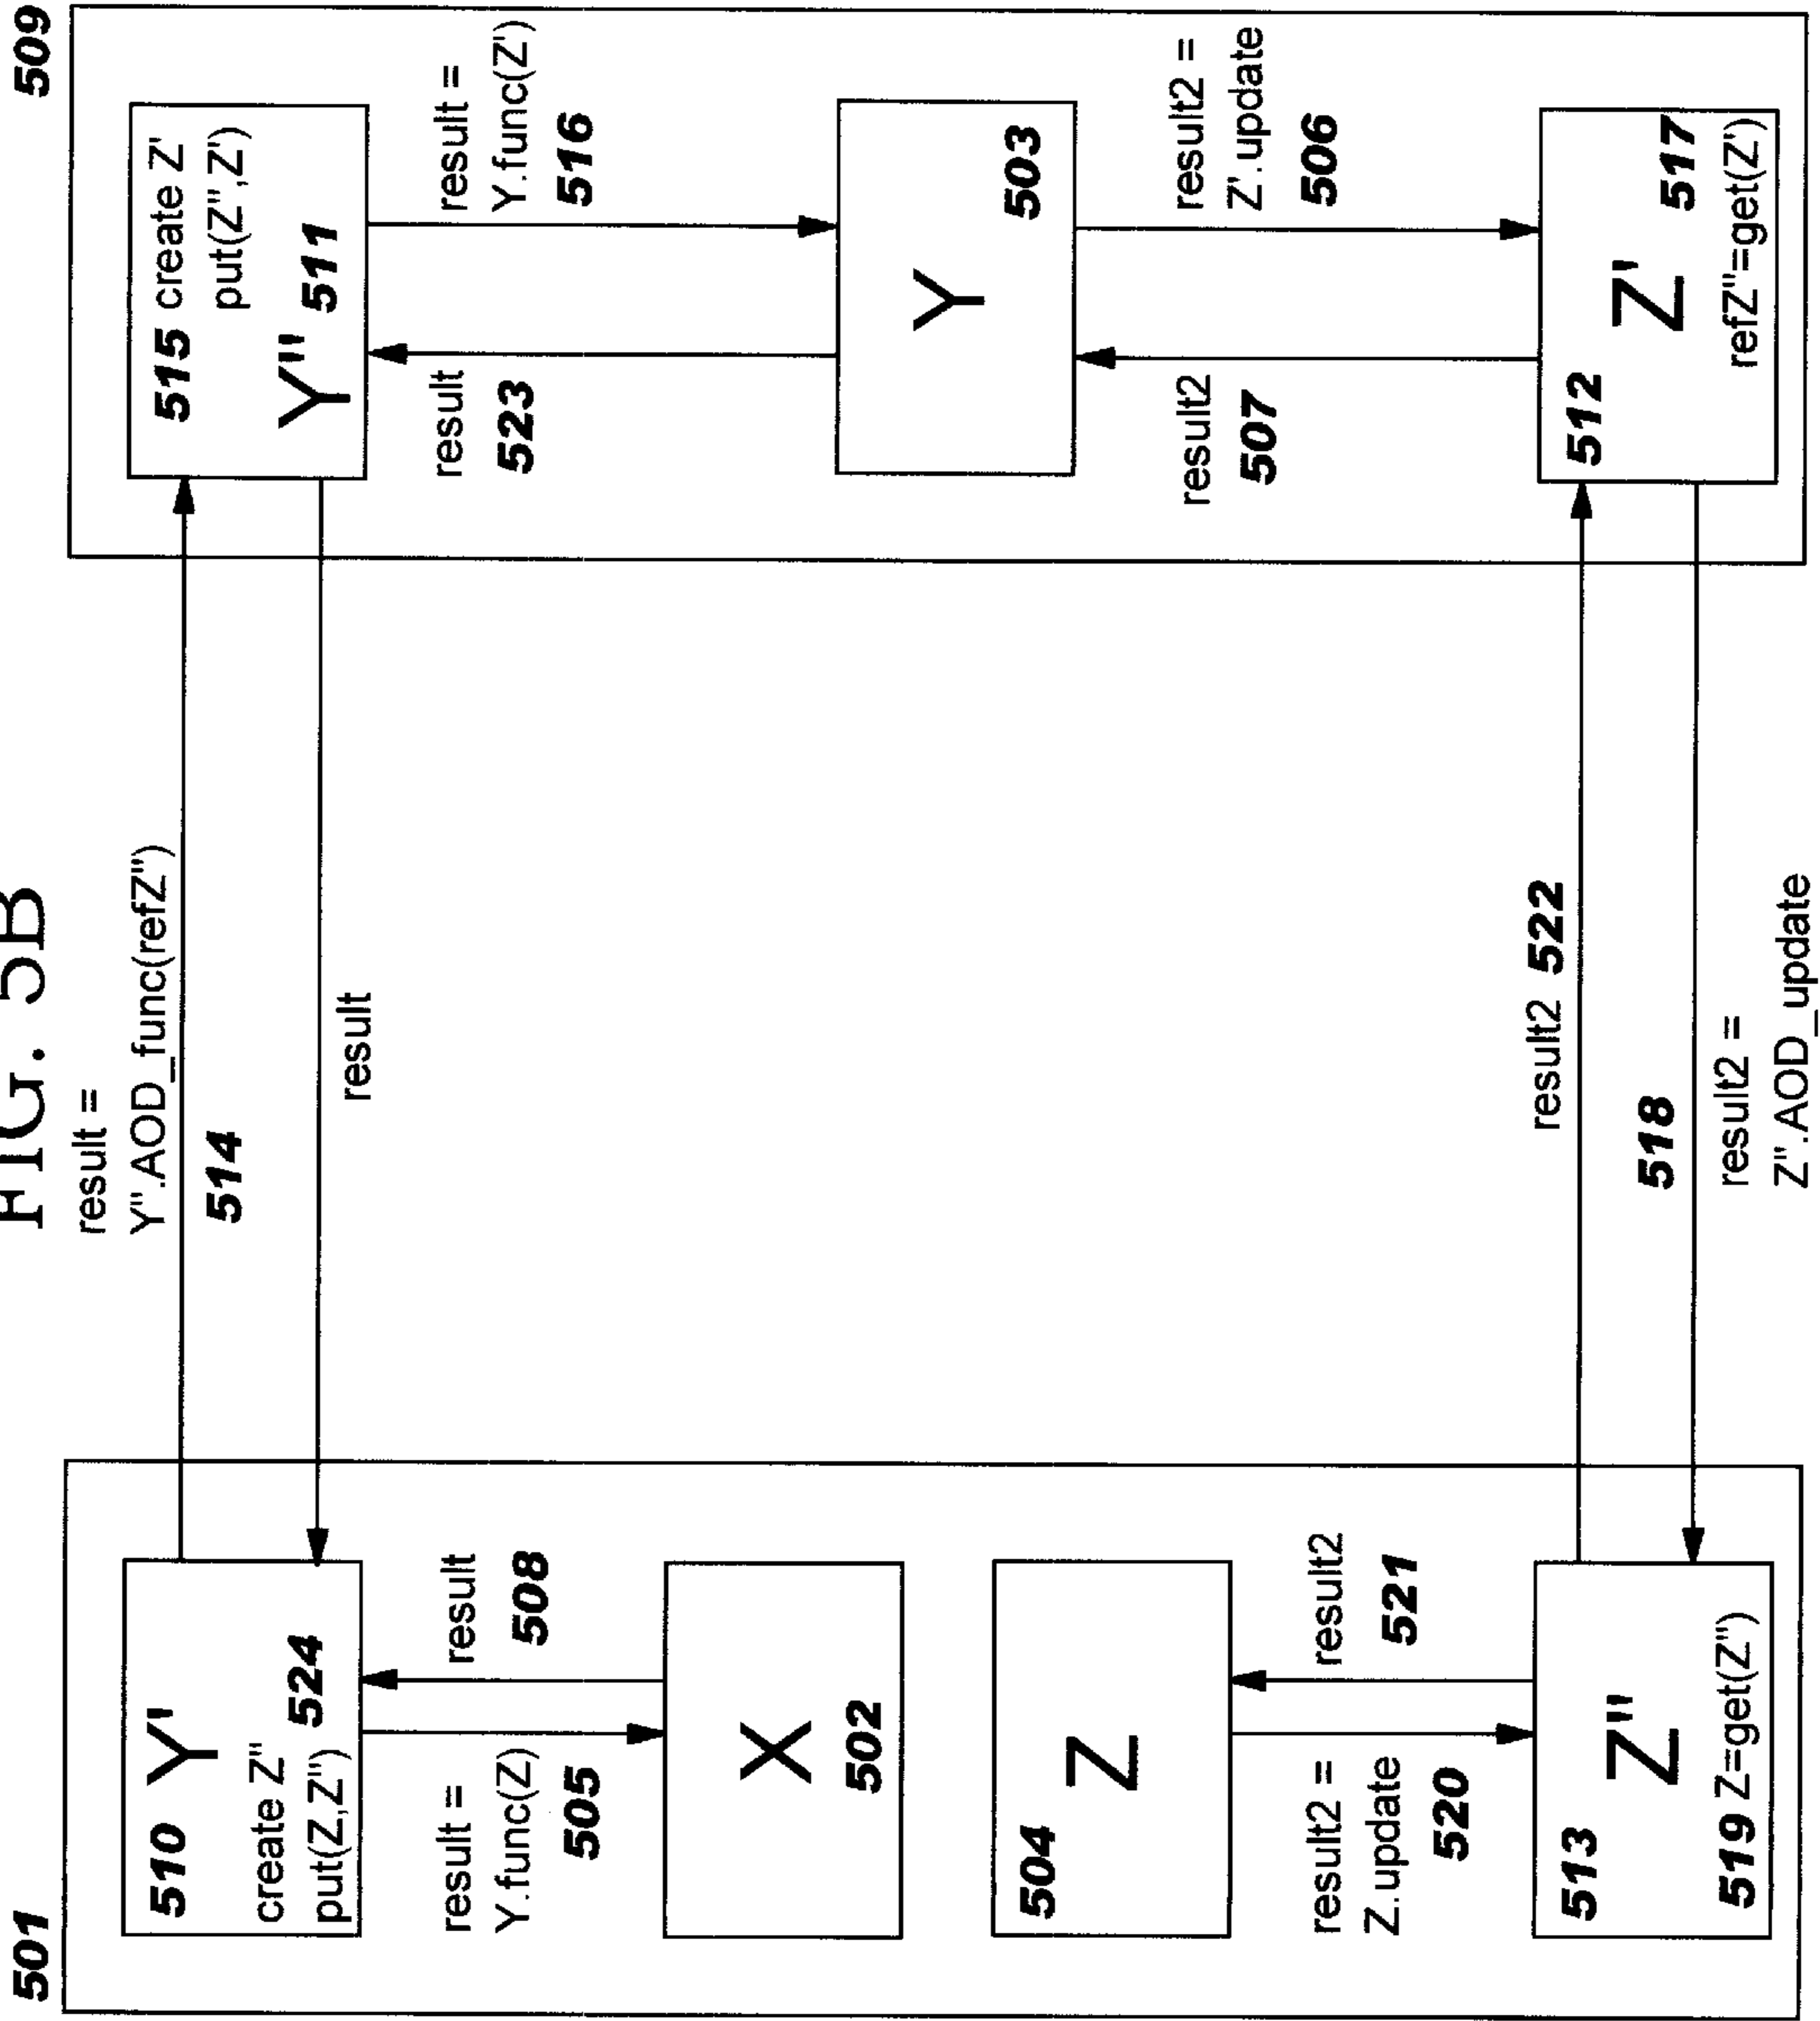 FIG. 5B
501
510 Y'
create Z"
524
put(Z,Z")
result =
Y.func(Z)
505
result
508
X
502
504
Z
result2 =
Z.update
520
result2
521
513
Z"
519 Z=get(Z")
result =
Y".AOD_func(refZ")
514
result
result2 522
518
result2 =
Z".AOD_update
509
515 create Z'
put(Z",Z')
Y" 511
result
523
result =
Y.func(Z')
516
Y
503
result2
507
result2 =
Z'.update
506
512
Z'
517
refZ"=get(Z')